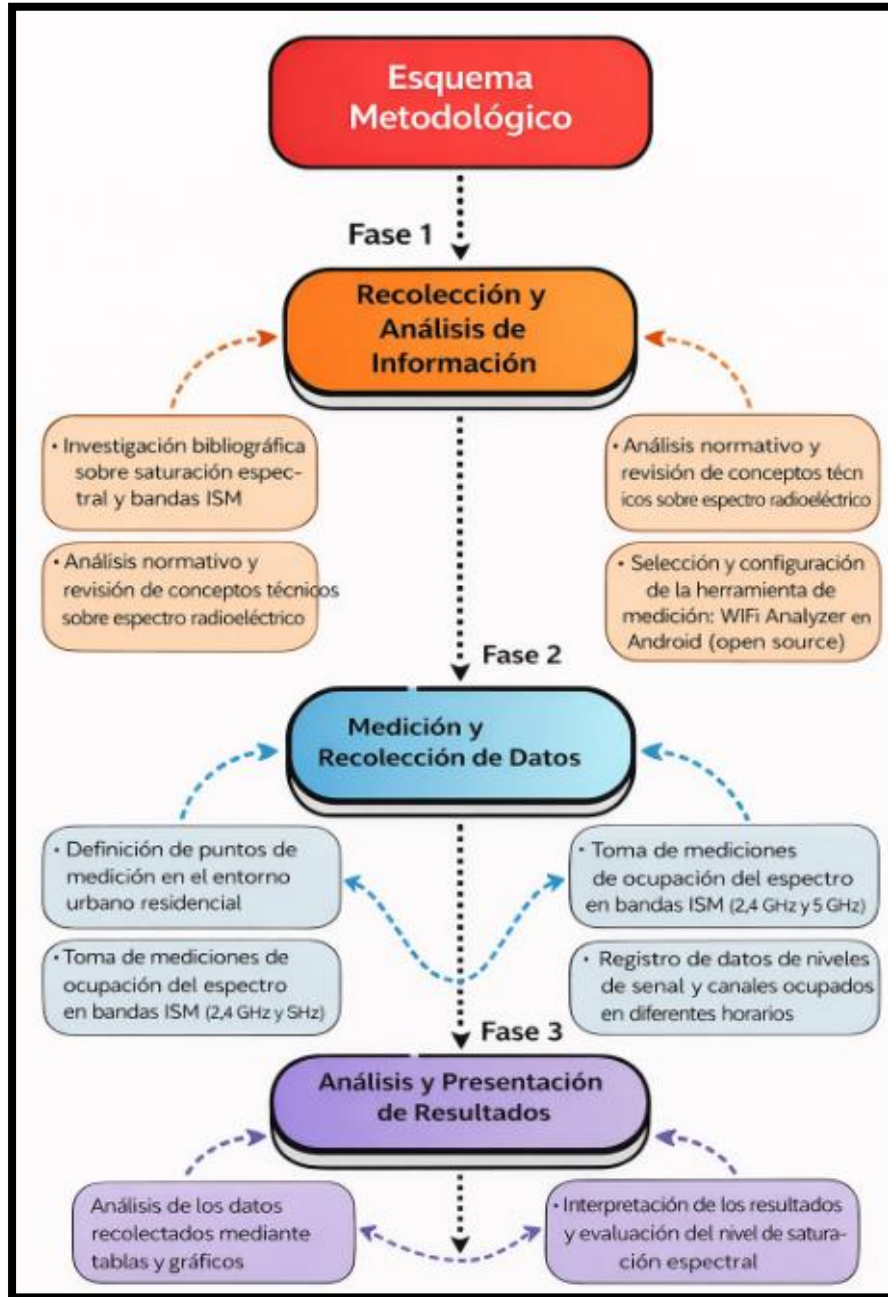 Esquema
Metodológico
Fase 1
Recolección y
Análisis de
Información
• Investigación bibliográfica
sobre saturación espec-
tral y bandas ISM
• Análisis normativo y
revisión de conceptos técnicos
sobre espectro radioeléctrico
• Análisis normativo y
revisión de conceptos técn
icos sobre espectro radioeléctrico
• Selección y configuración
de la herramienta de
medición: WIFi Analyzer en
Android (open source)
Fase 2
Medición y
Recolección de Datos
• Definición de puntos de
medición en el entorno
urbano residencial
• Toma de mediciones de
ocupación del espectro
en bandas ISM (2,4 GHz y SHz)
• Toma de mediciones
de ocupación del espectro
en bandas ISM (2,4 GHz y 5 GHz)
• Registro de datos de niveles
de senal y canales ocupados
en diferentes horarios
Fase 3
Análisis y Presentación
de Resultados
Análisis de los datos
recolectados mediante
tablas y gráficos
• Interpretación de los resultados
y evaluación del nivel de satura-
ción espectral